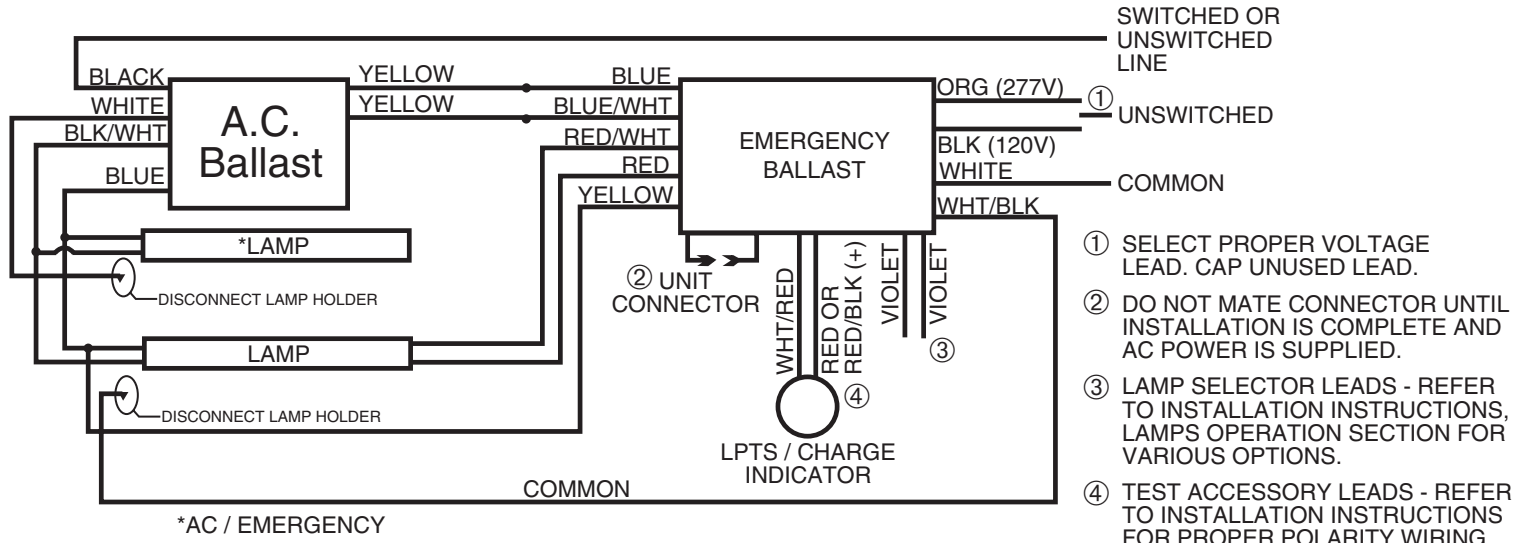 SWITCHED OR
UNSWITCHED
LINE
BLACK
WHITE
BLK/WHT
BLUE
A.C.
Ballast
YELLOW
YELLOW
BLUE
BLUE/WHT
RED/WHT
RED
YELLOW
EMERGENCY
BALLAST
ORG (277V)
① UNSWITCHED
BLK (120V)
WHITE
COMMON
WHT/BLK
*LAMP
DISCONNECT LAMP HOLDER
LAMP
DISCONNECT LAMP HOLDER
② UNIT
CONNECTOR
WHT/RED
RED OR
RED/BLK (+)
VIOLET
VIOLET
③
④
LPTS / CHARGE
INDICATOR
COMMON
*AC / EMERGENCY
① SELECT PROPER VOLTAGE
LEAD. CAP UNUSED LEAD.
② DO NOT MATE CONNECTOR UNTIL
INSTALLATION IS COMPLETE AND
AC POWER IS SUPPLIED.
③ LAMP SELECTOR LEADS - REFER
TO INSTALLATION INSTRUCTIONS,
LAMPS OPERATION SECTION FOR
VARIOUS OPTIONS.
④ TEST ACCESSORY LEADS - REFER
TO INSTALLATION INSTRUCTIONS
FOR PROPER POLARITY WIRING